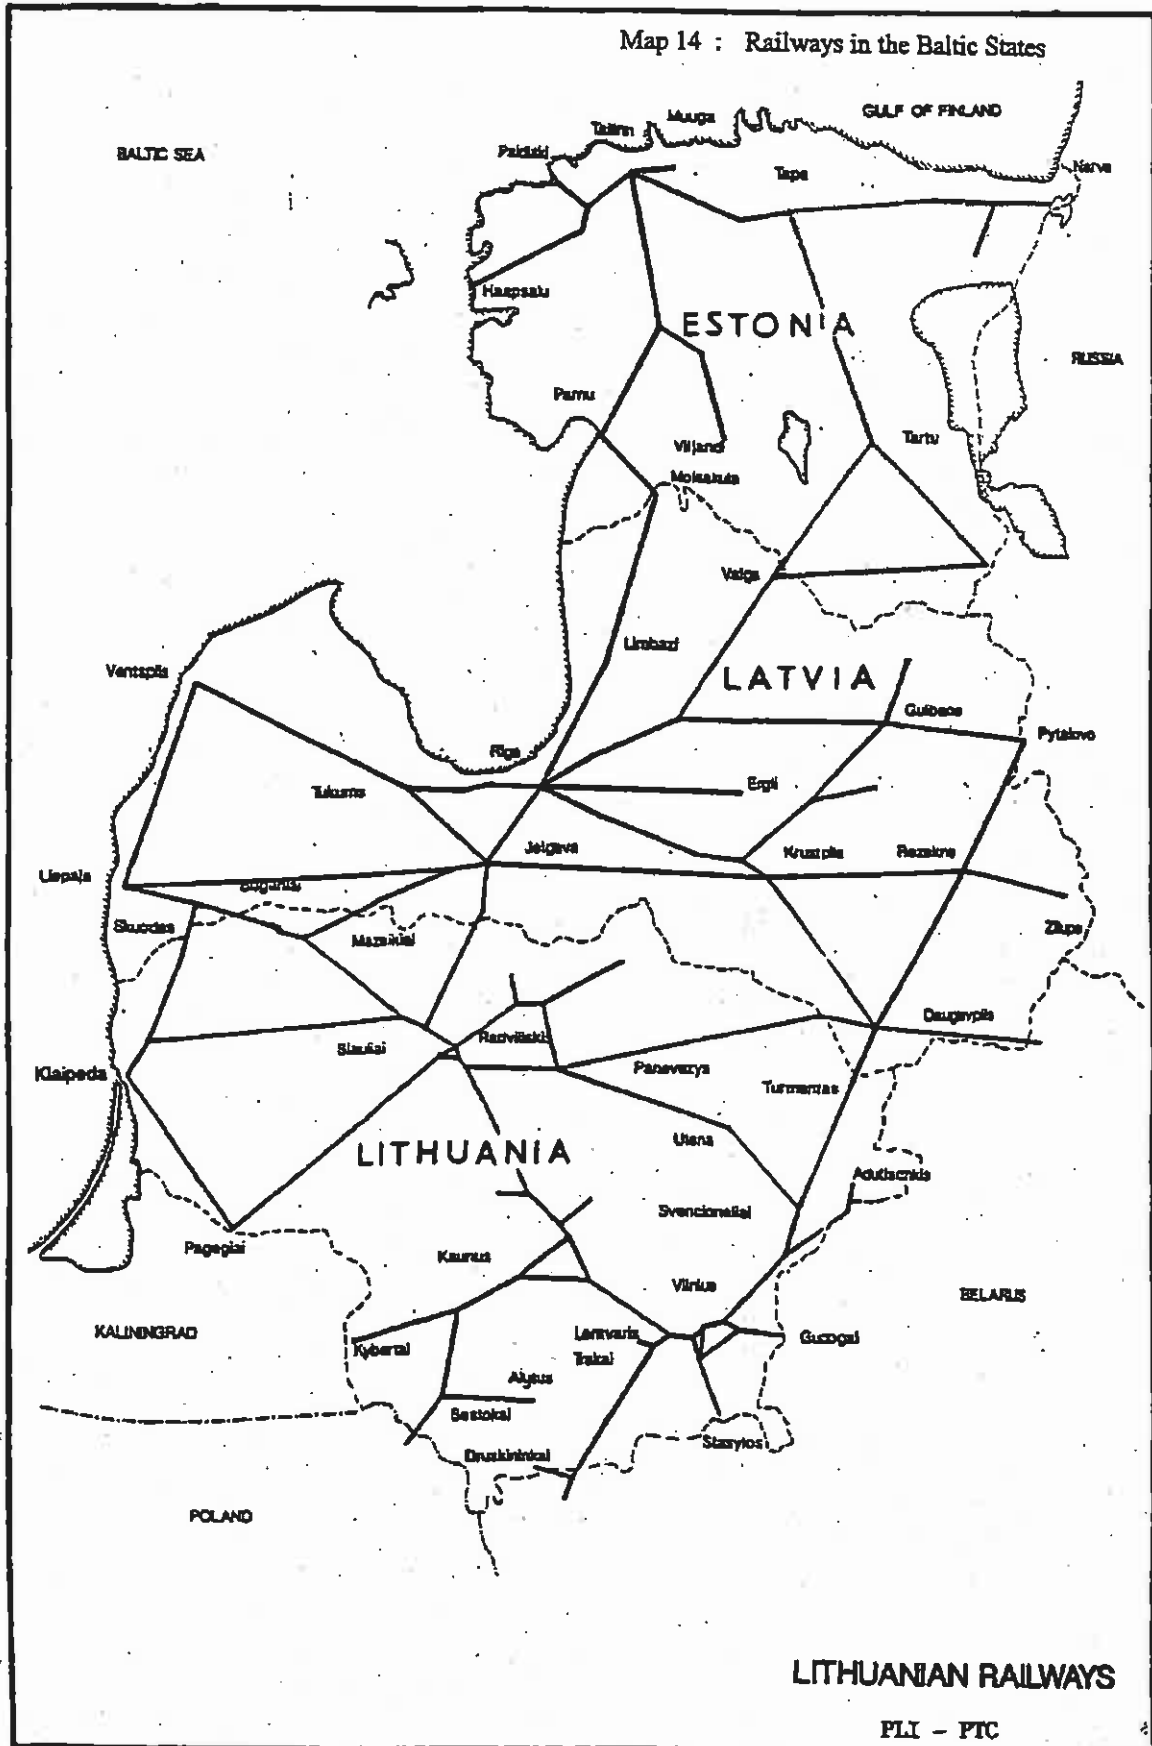 Map 14 : Railways in the Baltic States
GULF OF FINLAND
Muuga
Tallinn
BALTIC SEA
Paldiski
Narva
Tapa
Haapsalu
ESTONIA
RUSSIA
Parnu
Viljandi
Tartu
Moisakula
Valga
Limbazi
Ventspils
LATVIA
Gulbene
Pytalovo
Riga
Tukums
Ergli
Jelgava
Krustpils
Rezekne
Liepaja
Skuodas
Mazeikiai
Zilupe
Daugavpils
Siauliai
Radviliskis
Klaipeda
Panevezys
Turmantas
Utena
LITHUANIA
Adutischkis
Svencioneliai
Pagegiai
Kaunus
Vilnius
BELARUS
KALININGRAD
Lentvaris
Gudogai
Kybartai
Trakai
Alytus
Sestokai
Stasylos
Druskininkai
POLAND
LITHUANIAN RAILWAYS
PLI - PTC